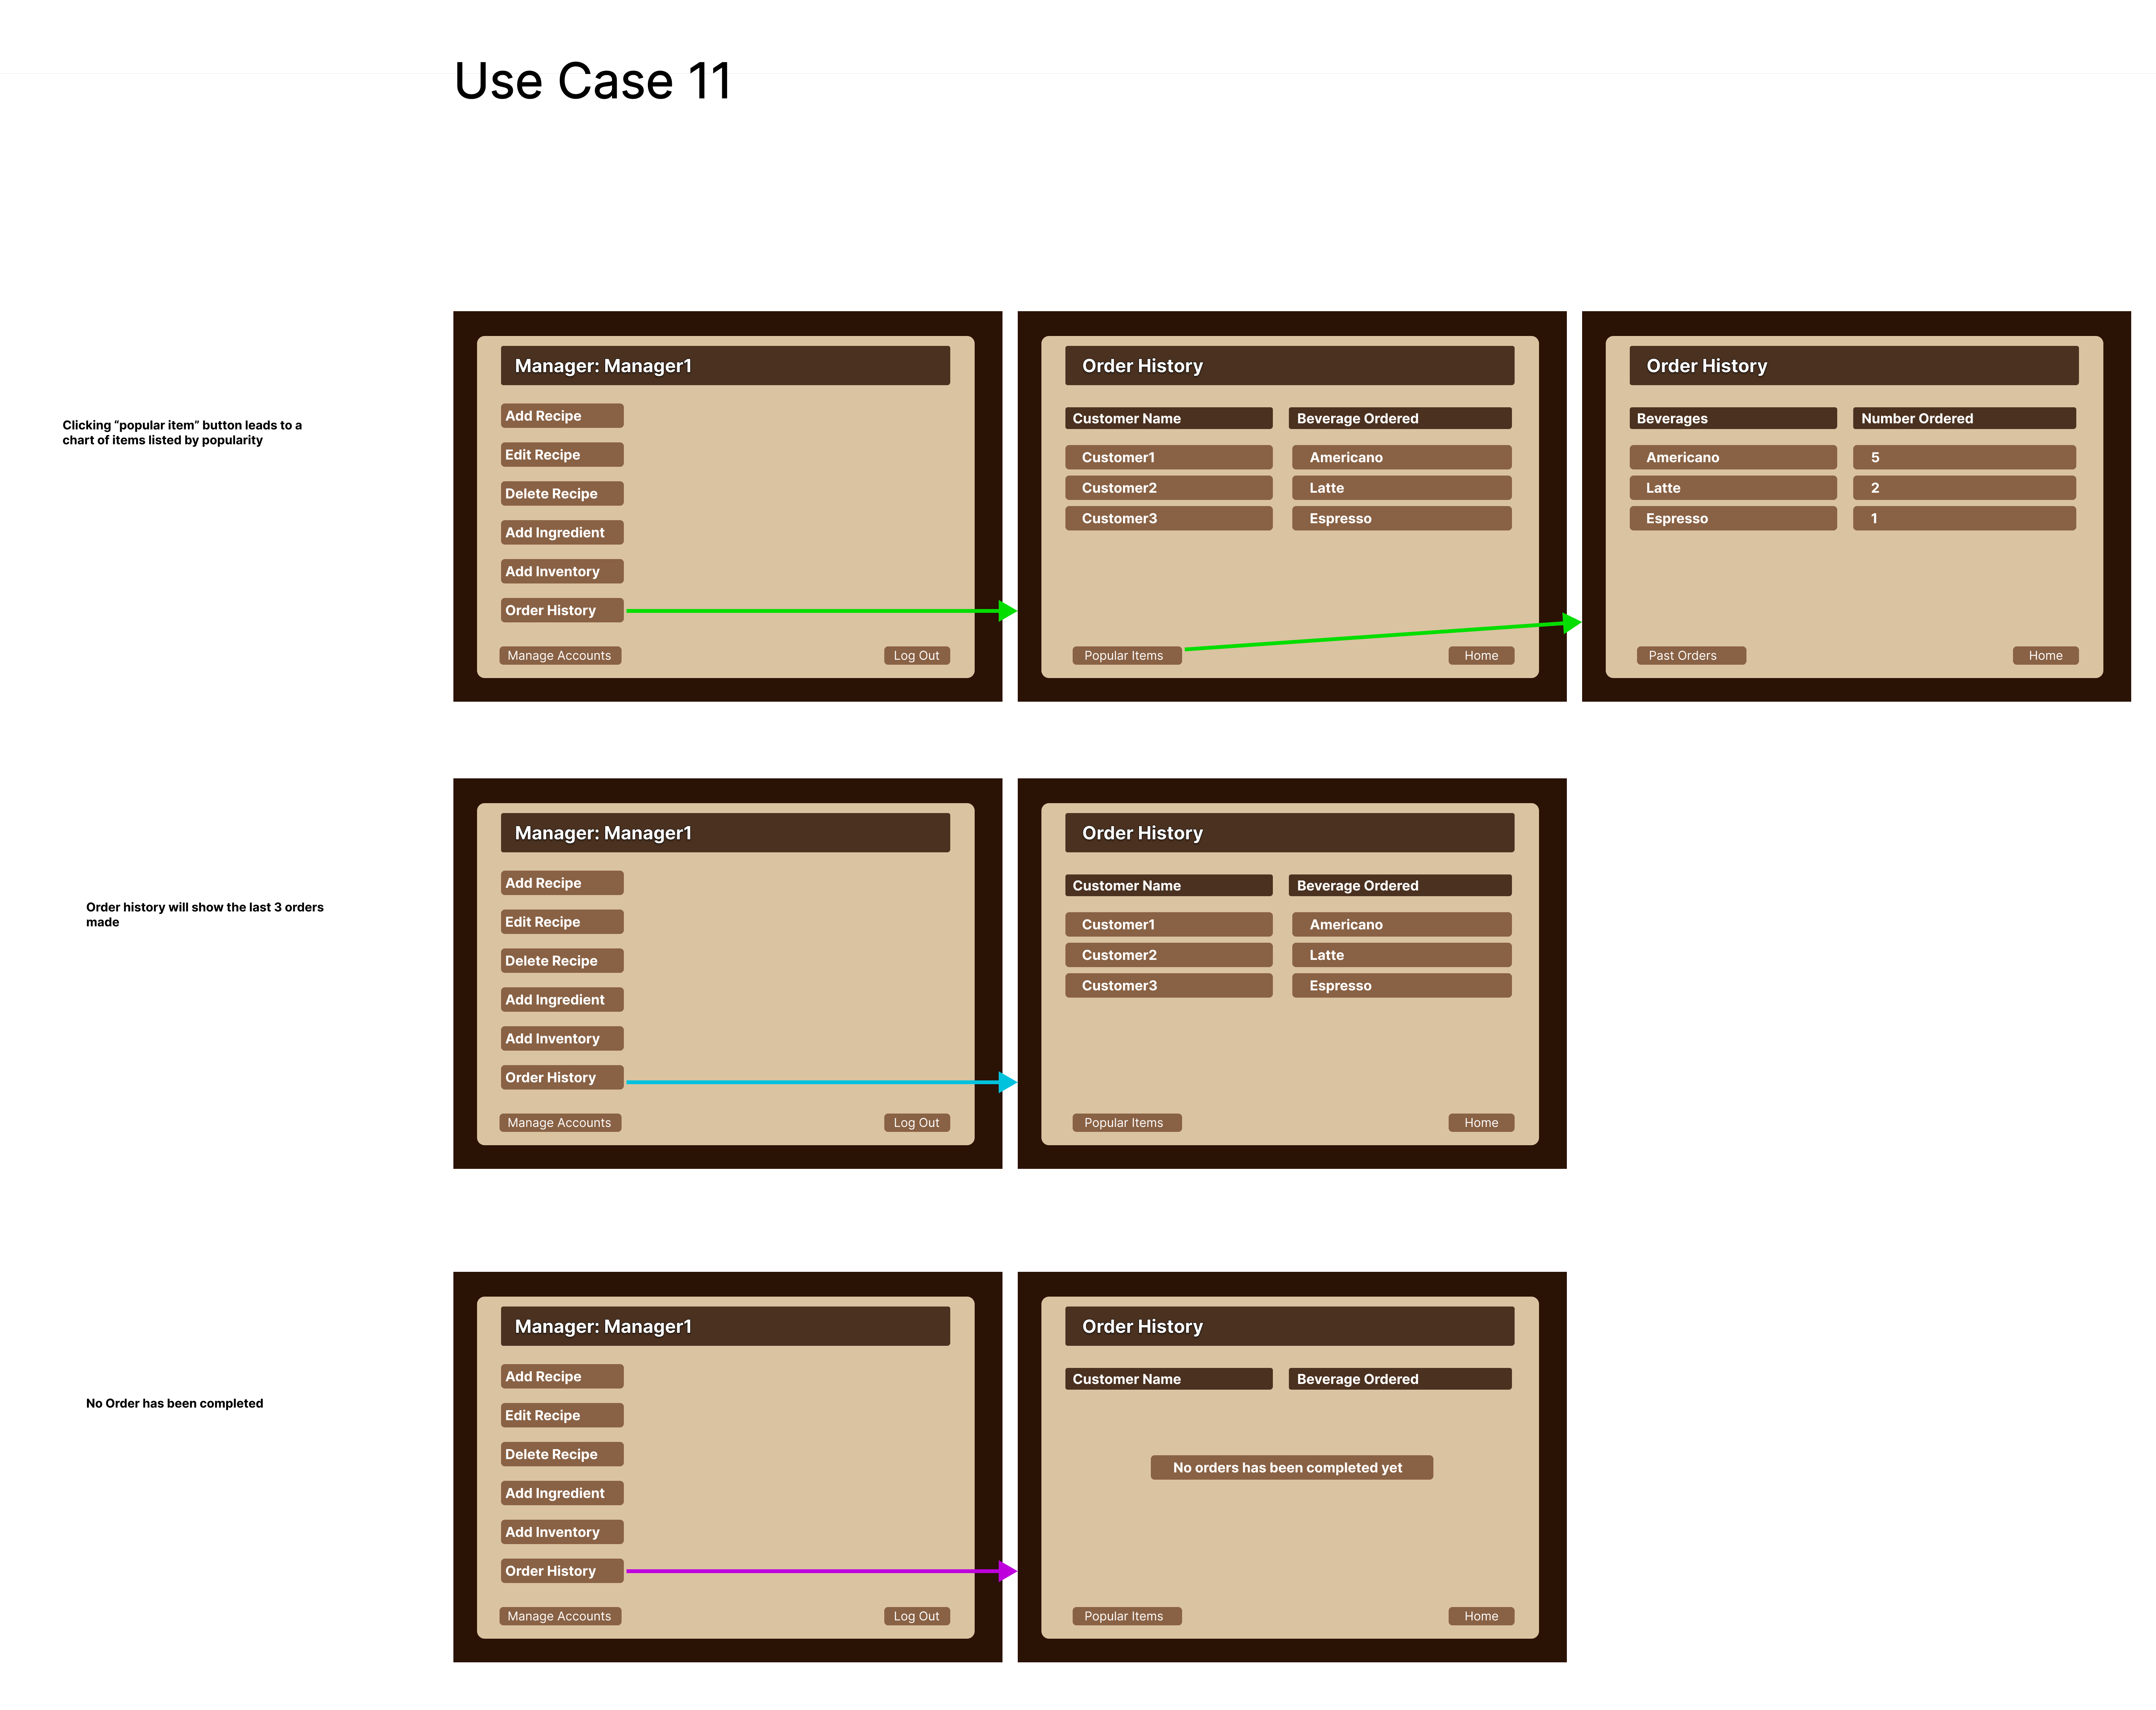 Use Case 11
Clicking “popular item” button leads to a
chart of items listed by popularity
Manager: Manager1
Add Recipe
Edit Recipe
Delete Recipe
Add Ingredient
Add Inventory
Order History
Manage Accounts
Log Out
Order History
Customer Name
Beverage Ordered
Customer1
Americano
Customer2
Latte
Customer3
Espresso
Popular Items
Home
Order History
Beverages
Number Ordered
Americano
5
Latte
2
Espresso
1
Past Orders
Home
Order history will show the last 3 orders
made
Manager: Manager1
Add Recipe
Edit Recipe
Delete Recipe
Add Ingredient
Add Inventory
Order History
Manage Accounts
Log Out
Order History
Customer Name
Beverage Ordered
Customer1
Americano
Customer2
Latte
Customer3
Espresso
Popular Items
Home
No Order has been completed
Manager: Manager1
Add Recipe
Edit Recipe
Delete Recipe
Add Ingredient
Add Inventory
Order History
Manage Accounts
Log Out
Order History
Customer Name
Beverage Ordered
No orders has been completed yet
Popular Items
Home